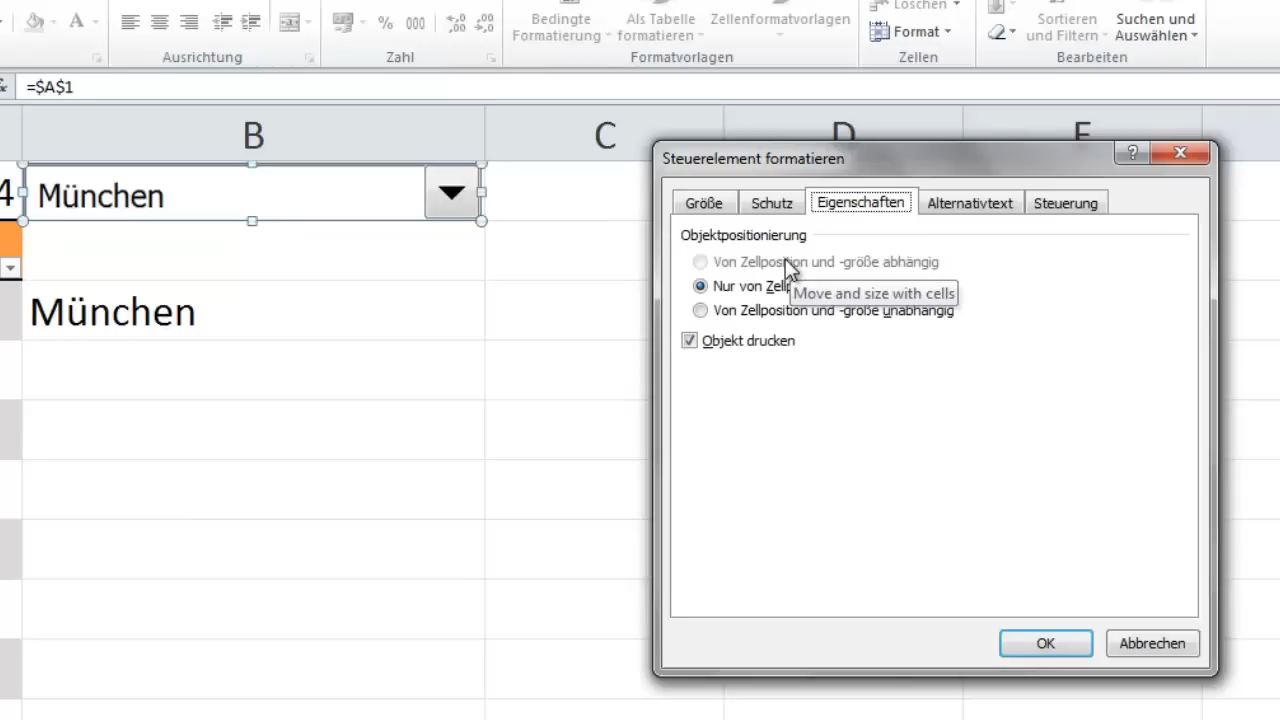 A
%
000
Bedingte
Formatierung
Als Tabelle
formatieren
Zellenformatvorlagen
Löschen
Format
Sortieren
und Filtern
Suchen und
Auswählen
Ausrichtung
Zahl
Formatvorlagen
Zellen
Bearbeiten
=$A$1
B
C
D
4
München
München
Steuerelement formatieren
Größe
Schutz
Eigenschaften
Alternativtext
Steuerung
Objektpositionierung
Von Zellposition und -größe abhängig
Nur von Zellp
Move and size with cells
Von Zellposition und -größe unabhängig
Objekt drucken
OK
Abbrechen